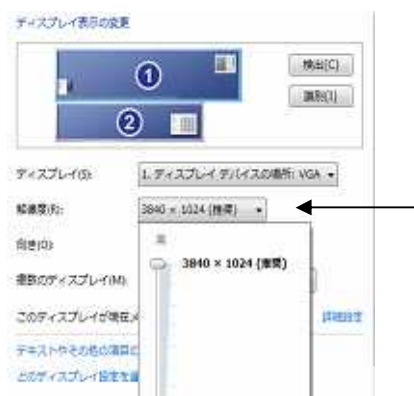 ディスプレイ表示の変更
1
検出(C)
識別(I)
2
ディスプレイ(S):
1. ディスプレイ デバイスの場所: VGA
解像度(R):
3840 × 1024 (推奨)
高
向き(O):
3840 × 1024 (推奨)
複数のディスプレイ(M):
このディスプレイが現在メ
詳細設定
テキストやその他の項目の
どのディスプレイ設定を選